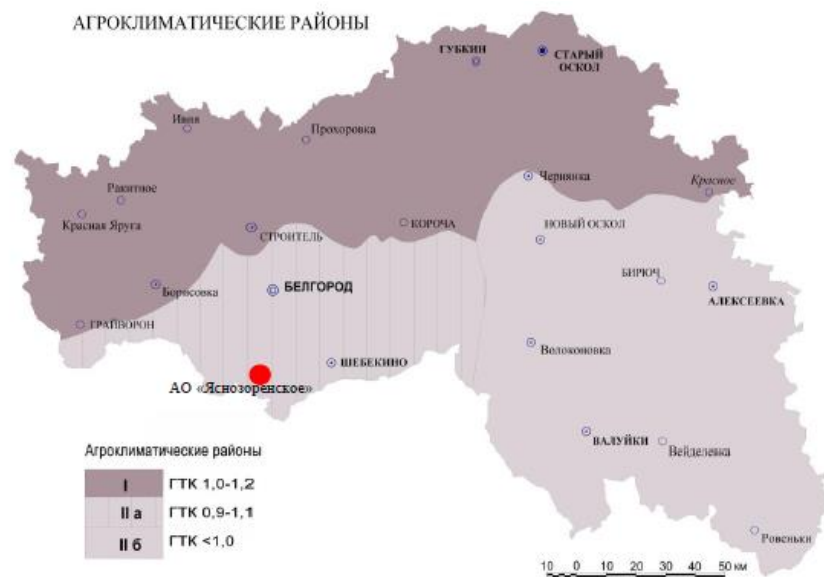 АГРОКЛИМАТИЧЕСКИЕ РАЙОНЫ
ГУБКИН
СТАРЫЙ
ОСКОЛ
Ивня
Прохоровка
Чернянка
Красное
Ракитное
Красная Яруга
СТРОИТЕЛЬ
КОРОЧА
НОВЫЙ ОСКОЛ
БИРЮЧ
АЛЕКСЕЕВКА
Борисовка
БЕЛГОРОД
ГРАЙВОРОН
Волоконовка
ШЕБЕКИНО
АО «Яснозоренское»
ВАЛУЙКИ
Вейделевка
Ровеньки
Агроклиматические районы
I ГТК 1,0-1,2
II а ГТК 0,9-1,1
II б ГТК <1,0
10 0 10 20 30 40 50 км